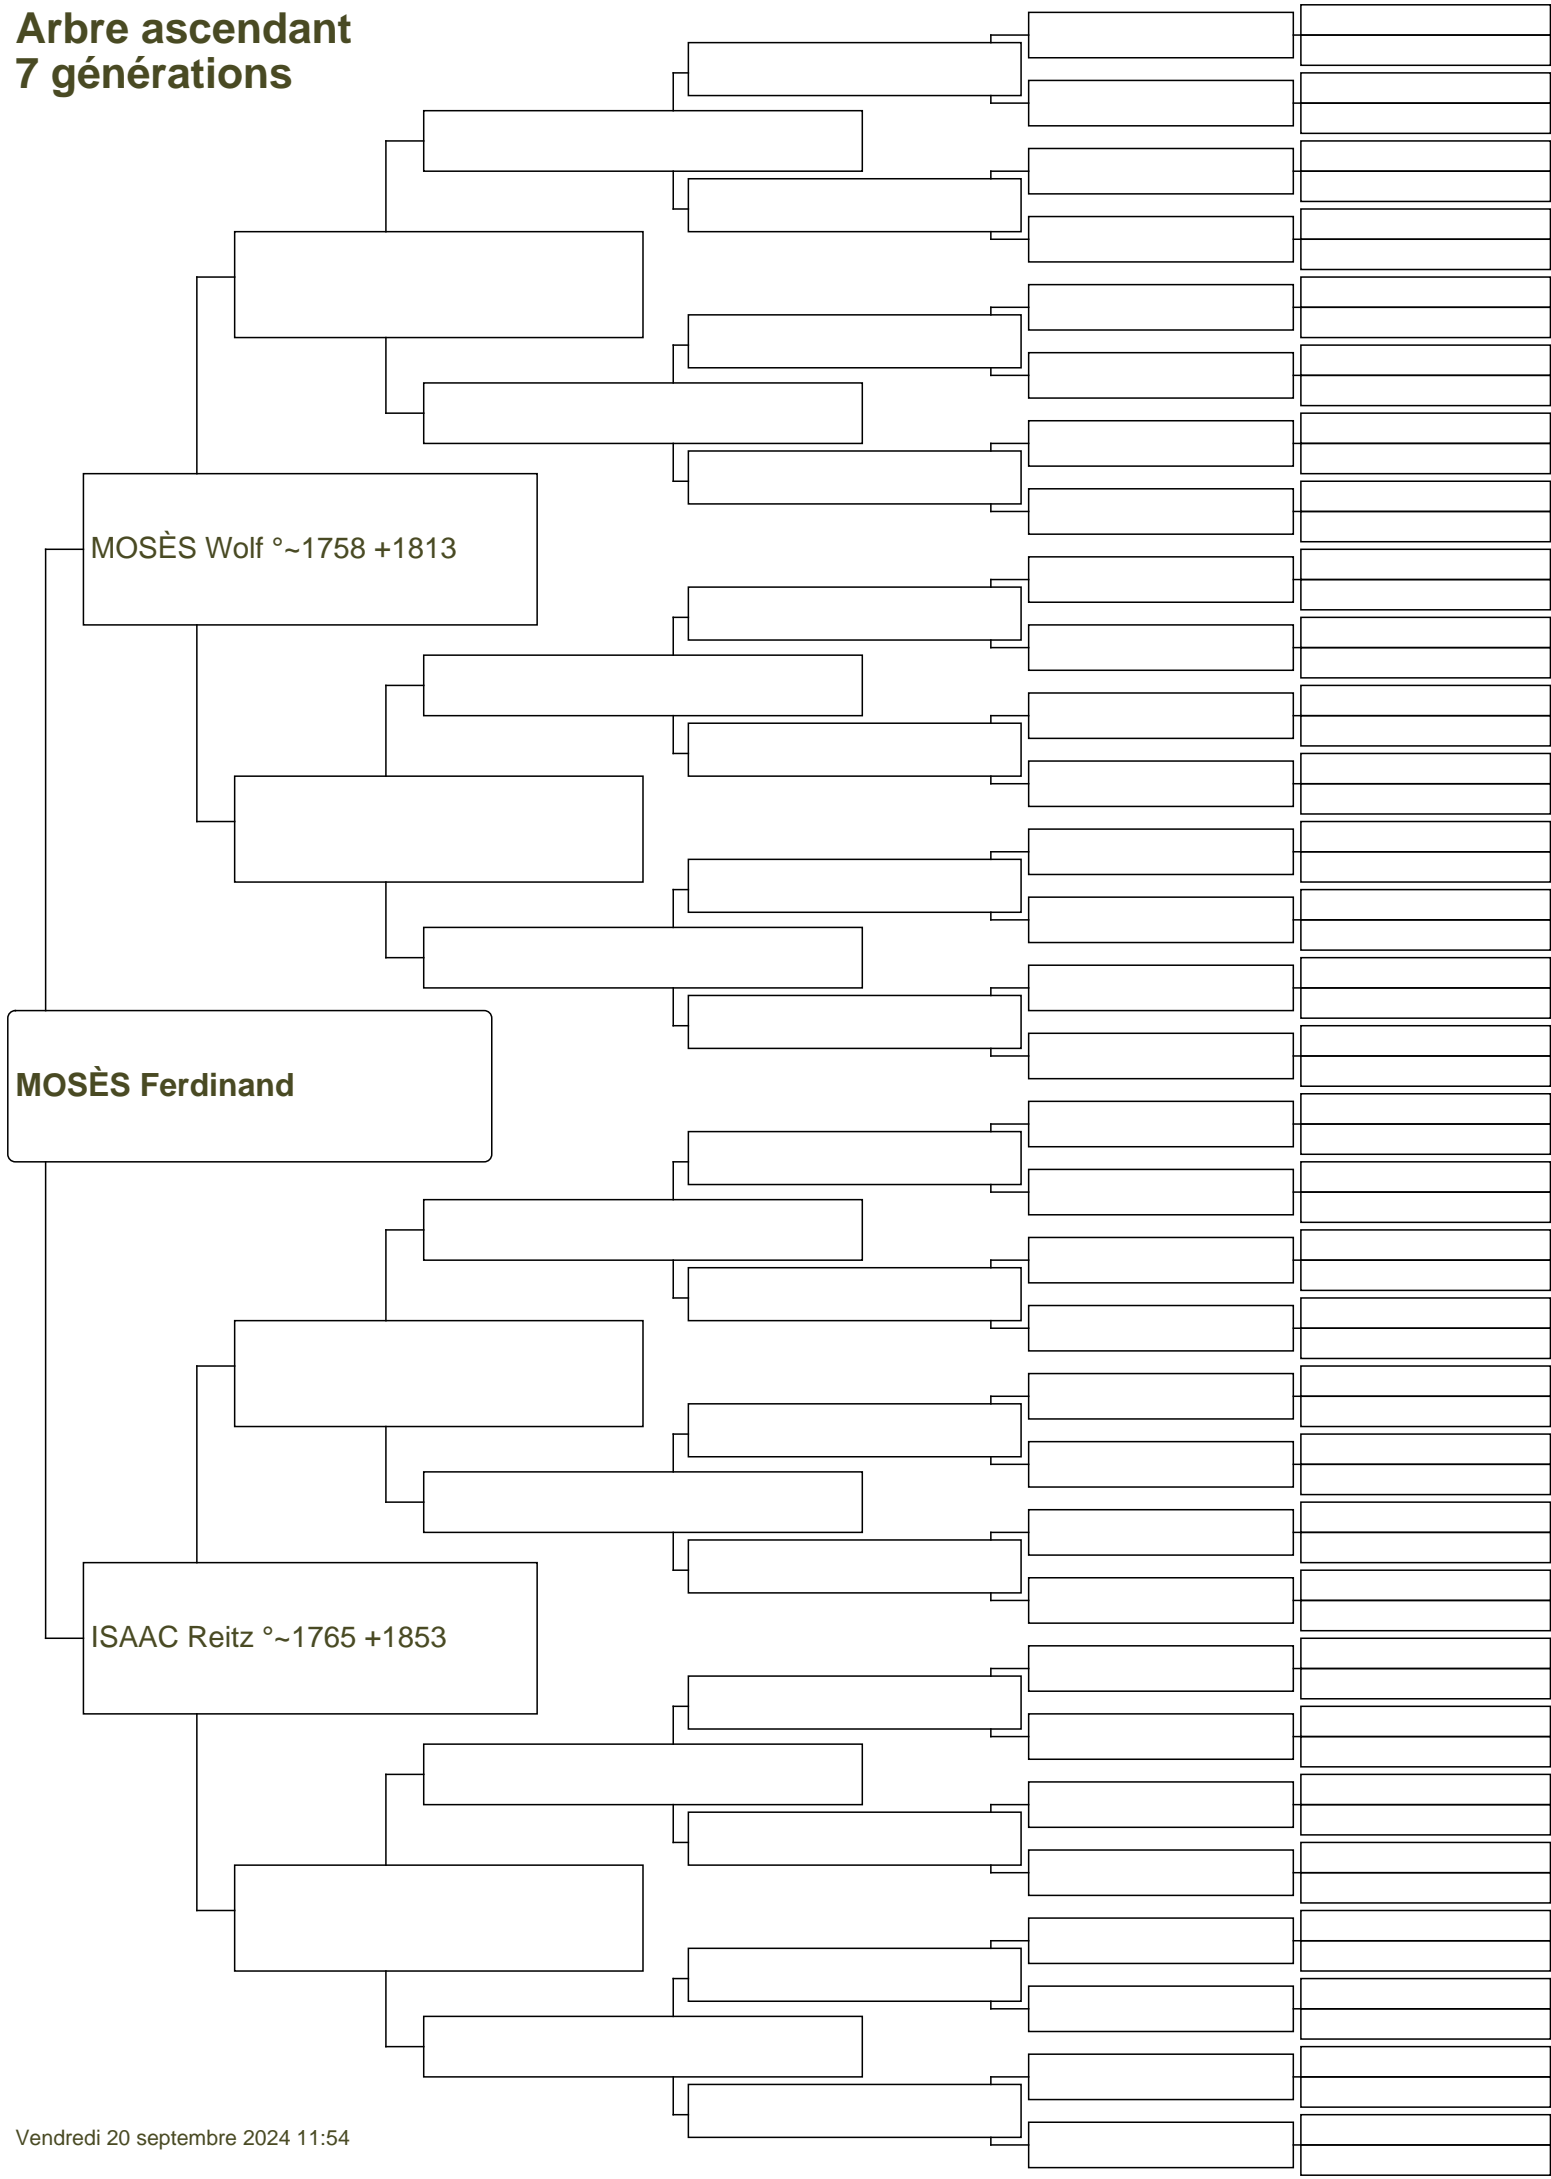 Arbre ascendant
7 générations
MOSÈS Wolf °~1758 +1813
MOSÈS Ferdinand
ISAAC Reitz °~1765 +1853
Vendredi 20 septembre 2024 11:54